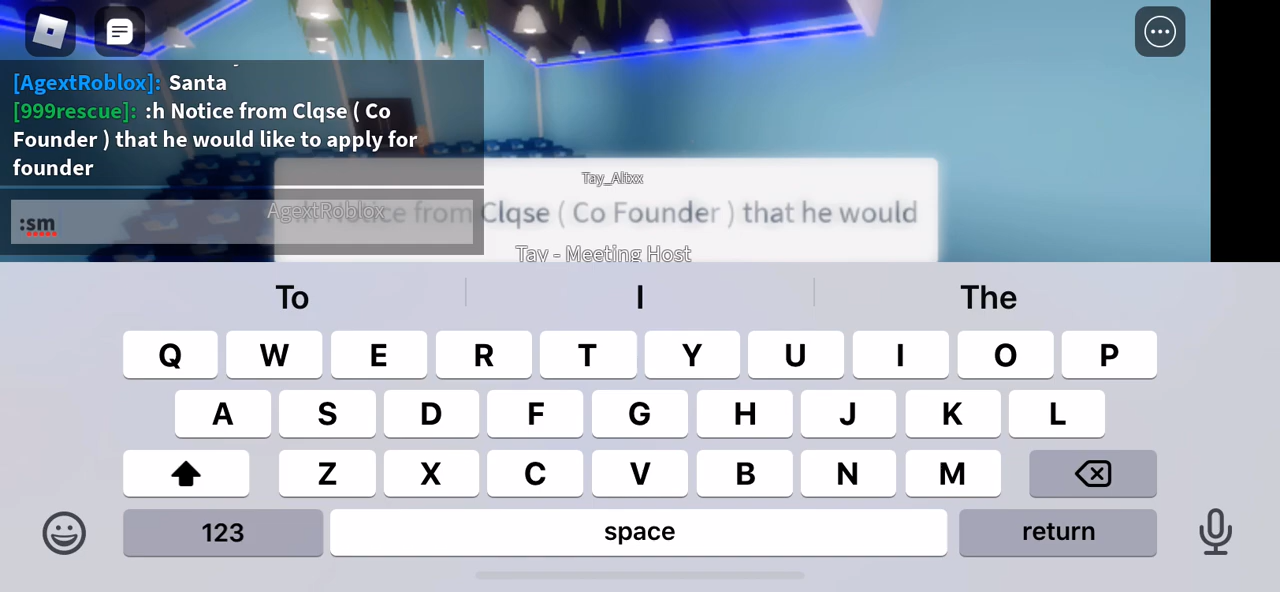 [AgextRoblox]: Santa
[999rescue]: :h Notice from Clqse ( Co
Founder ) that he would like to apply for
founder
:sm
AgextRoblox
Tay_Altxx
Notice from Clqse ( Co Founder ) that he would
Tay - Meeting Host
To I The
Q W E R T Y U I O P
A S D F G H J K L
Z X C V B N M
123 space return